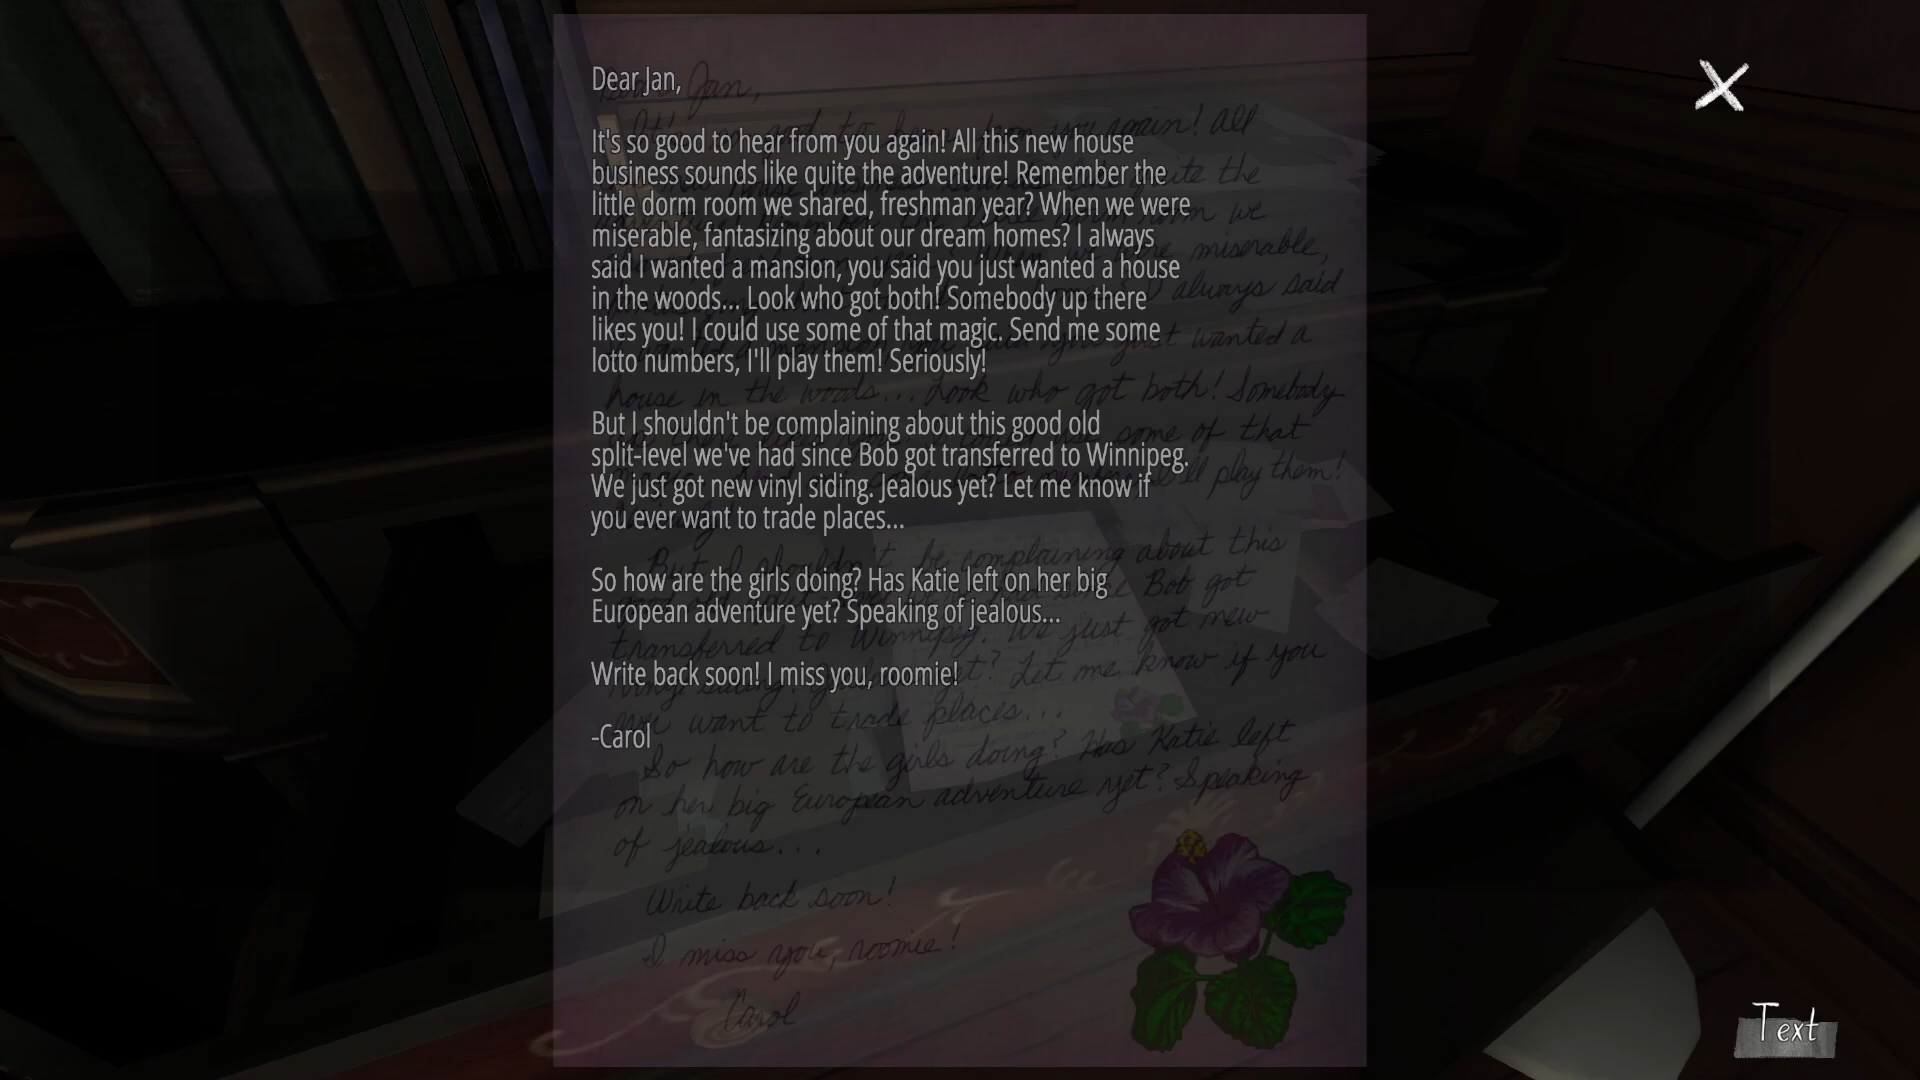 Dear Jan,
It's so good to hear from you again! All this new house
business sounds like quite the adventure! Remember the
little dorm room we shared, freshman year? When we were
miserable, fantasizing about our dream homes? I always
said I wanted a mansion, you said you just wanted a house
in the woods... Look who got both! Somebody up there
likes you! I could use some of that magic. Send me some
lotto numbers, I'll play them! Seriously!
But I shouldn't be complaining about this good old
split-level we've had since Bob got transferred to Winnipeg.
We just got new vinyl siding. Jealous yet? Let me know if
you ever want to trade places...
So how are the girls doing? Has Katie left on her big
European adventure yet? Speaking of jealous...
Write back soon! I miss you, roomie!
-Carol
Text